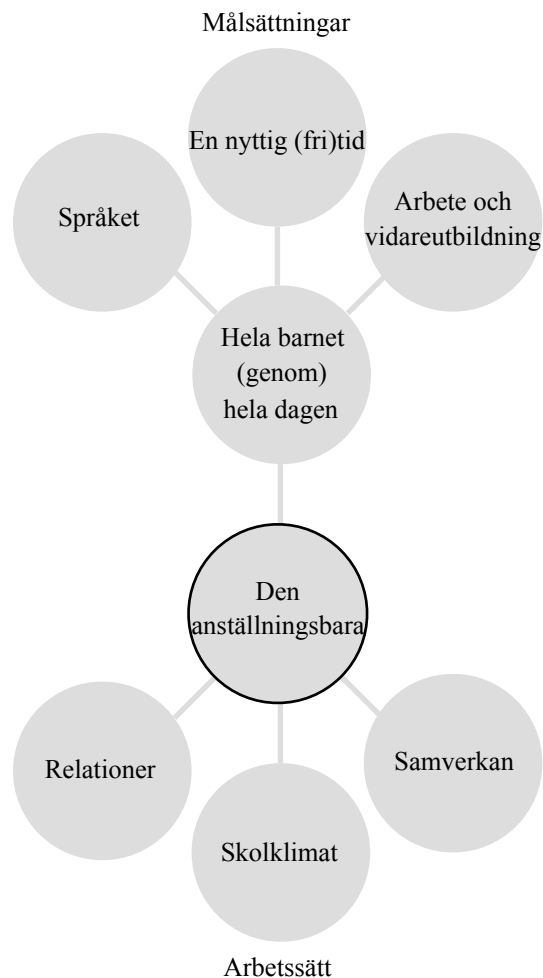 Målsättningar
En nyttig (fri)tid
Språket
Arbete och
vidareutbildning
Hela barnet
(genom)
hela dagen
Den
anställningsbara
Relationer
Samverkan
Skolklimat
Arbetssätt